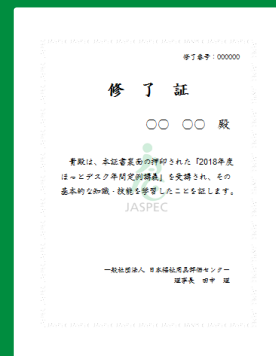 修了番号：000000
修 了 証
〇〇 〇〇 殿
貴殿は、本証書裏面の押印された『2018年度
ほっとデスク年間定例講義』を受講され、その
基本的な知識・技能を学習したことを証します。
JASPEC
一般社団法人 日本福祉用具評価センター
理事長 田中 理